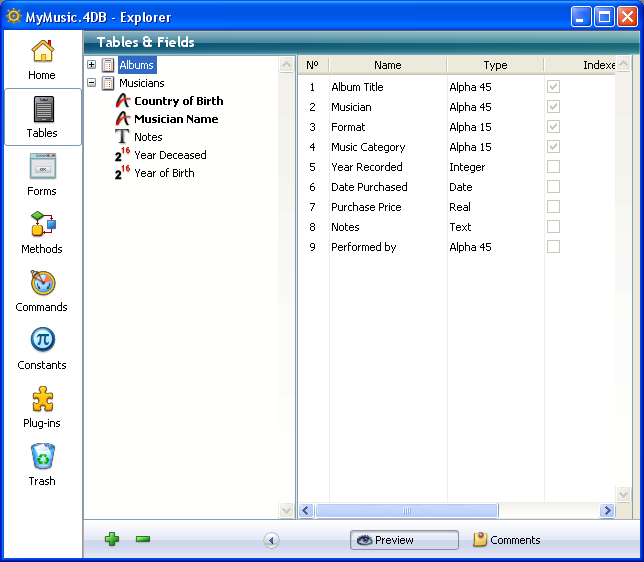 MyMusic.4DB - Explorer
Tables & Fields
Home
Tables
Forms
Methods
Commands
Constants
Plug-ins
Trash
Albums
Musicians
Country of Birth
Musician Name
Notes
Year Deceased
Year of Birth
Nº Name Type Indexe
1 Album Title Alpha 45
2 Musician Alpha 45
3 Format Alpha 15
4 Music Category Alpha 15
5 Year Recorded Integer
6 Date Purchased Date
7 Purchase Price Real
8 Notes Text
9 Performed by Alpha 45
Preview Comments